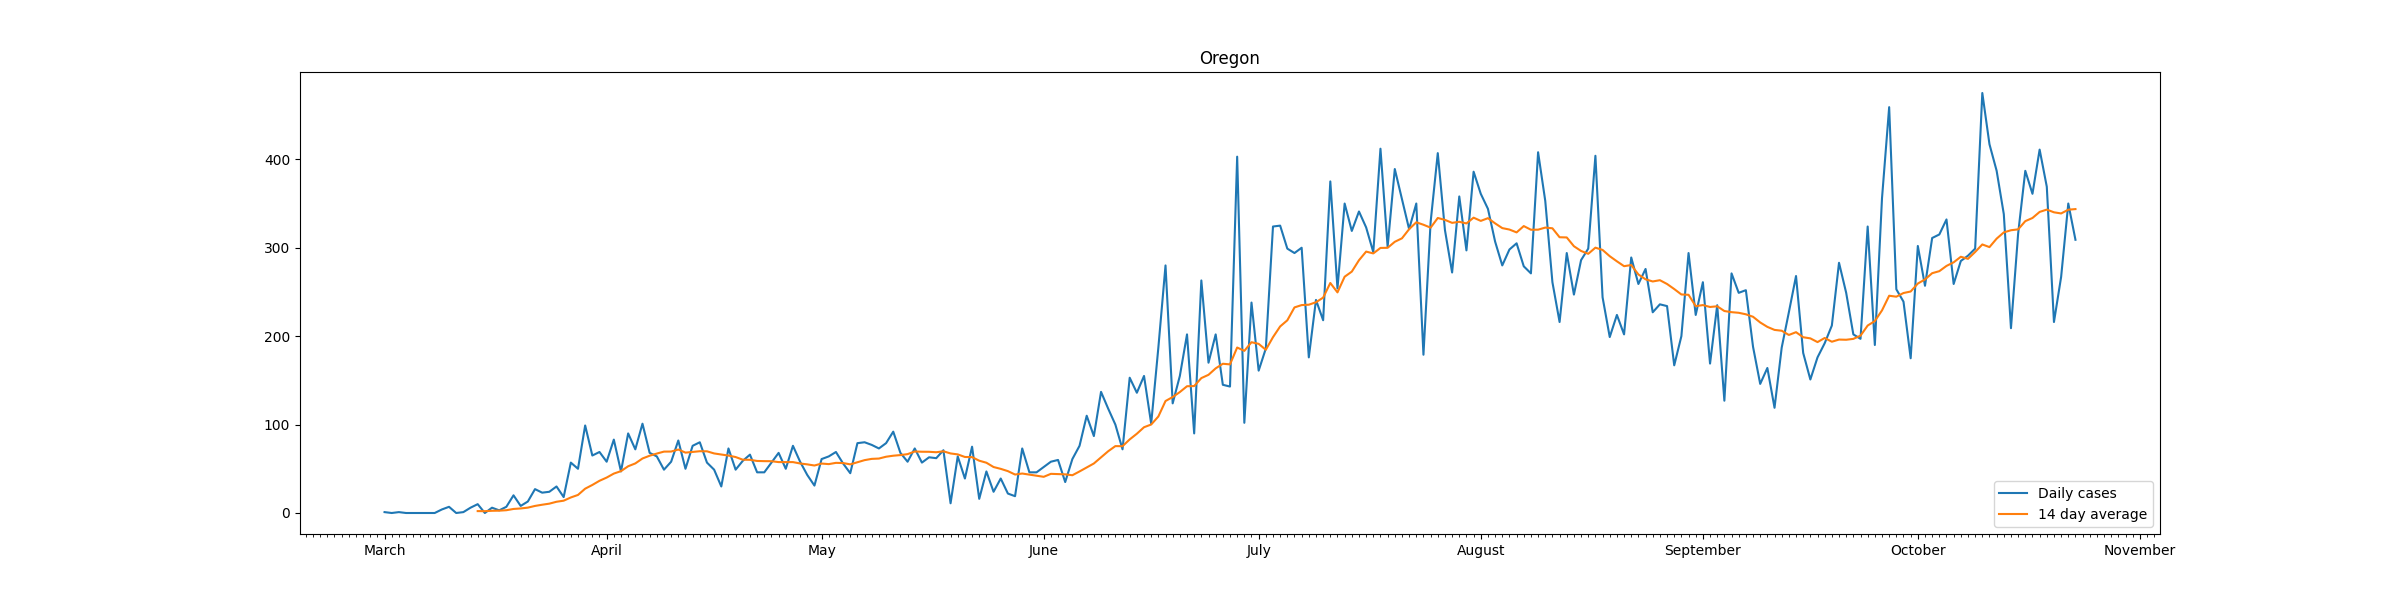 Oregon
400
300
200
100
0
March April May June July August September October November
Daily cases
14 day average